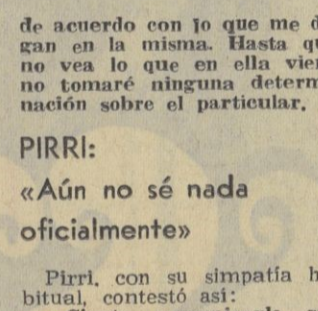 de acuerdo con lo que me d
gan en la misma. Hasta qu
no vea lo que en ella vien
no tomaré ninguna determ
nación sobre el particular.
PIRRI:
«Aún no sé nada
oficialmente»
Pirri, con su simpatía h
bitual, contestó así: